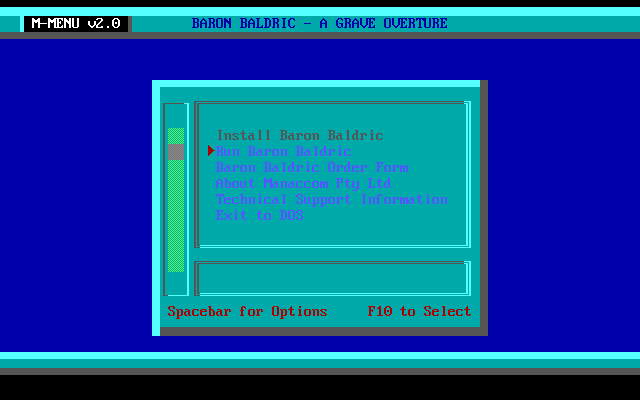 M-MENU v2.0
BARON BALDRIC - A GRAVE OVERTURE
Install Baron Baldric
Run Baron Baldric
Baron Baldric Order Form
About Manaccom Pty Ltd
Technical Support Information
Exit to DOS
Spacebar for Options
F10 to Select